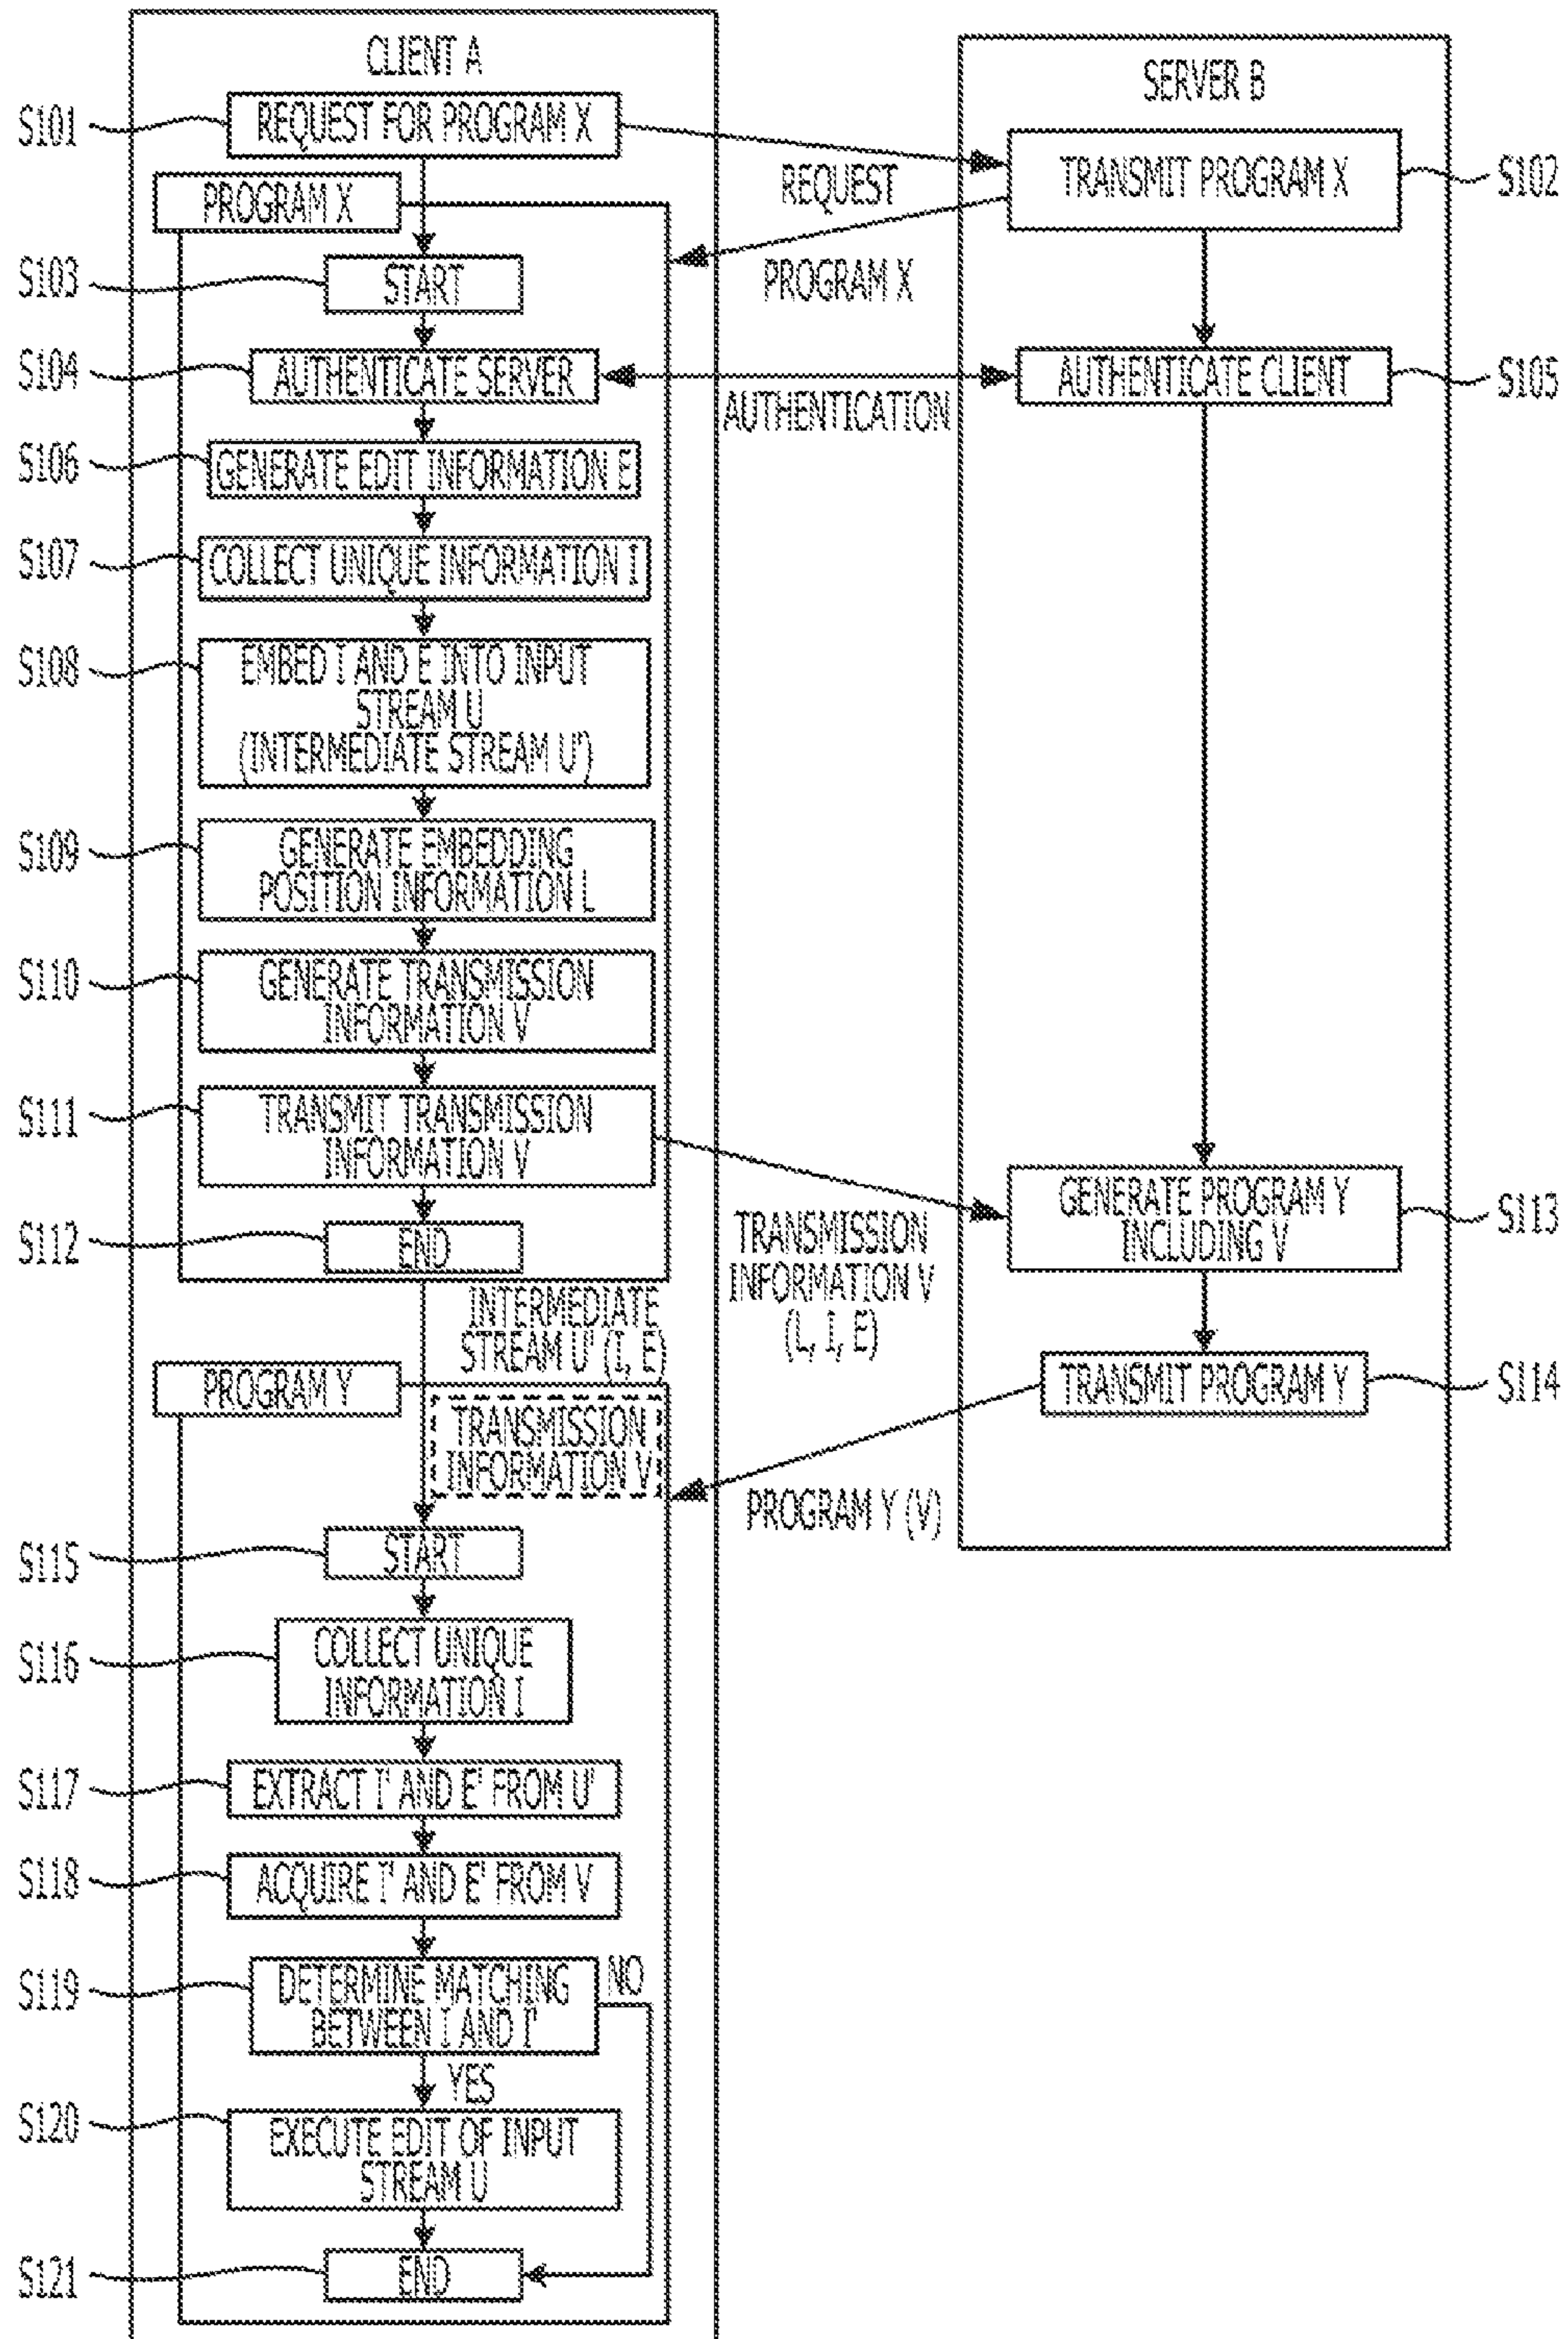 CLIENT A
SERVER B
S101
REQUEST FOR PROGRAM X
REQUEST
TRANSMIT PROGRAM X
S102
PROGRAM X
PROGRAM X
S103
START
S104
AUTHENTICATE SERVER
AUTHENTICATION
AUTHENTICATE CLIENT
S105
S106
GENERATE EDIT INFORMATION E
S107
COLLECT UNIQUE INFORMATION I
S108
EMBED I AND E INTO INPUT
STREAM U
(INTERMEDIATE STREAM U')
S109
GENERATE EMBEDDING
POSITION INFORMATION L
S110
GENERATE TRANSMISSION
INFORMATION V
S111
TRANSMIT TRANSMISSION
INFORMATION V
S112
END
TRANSMISSION
INFORMATION V
(L, I, E)
GENERATE PROGRAM Y
INCLUDING V
S113
INTERMEDIATE
STREAM U' (I, E)
PROGRAM Y
TRANSMISSION
INFORMATION V
TRANSMIT PROGRAM Y
S114
PROGRAM Y (V)
S115
START
S116
COLLECT UNIQUE
INFORMATION I
S117
EXTRACT I' AND E' FROM U'
S118
ACQUIRE I' AND E' FROM V
S119
DETERMINE MATCHING
BETWEEN I AND I'
NO
YES
S120
EXECUTE EDIT OF INPUT
STREAM U
S121
END